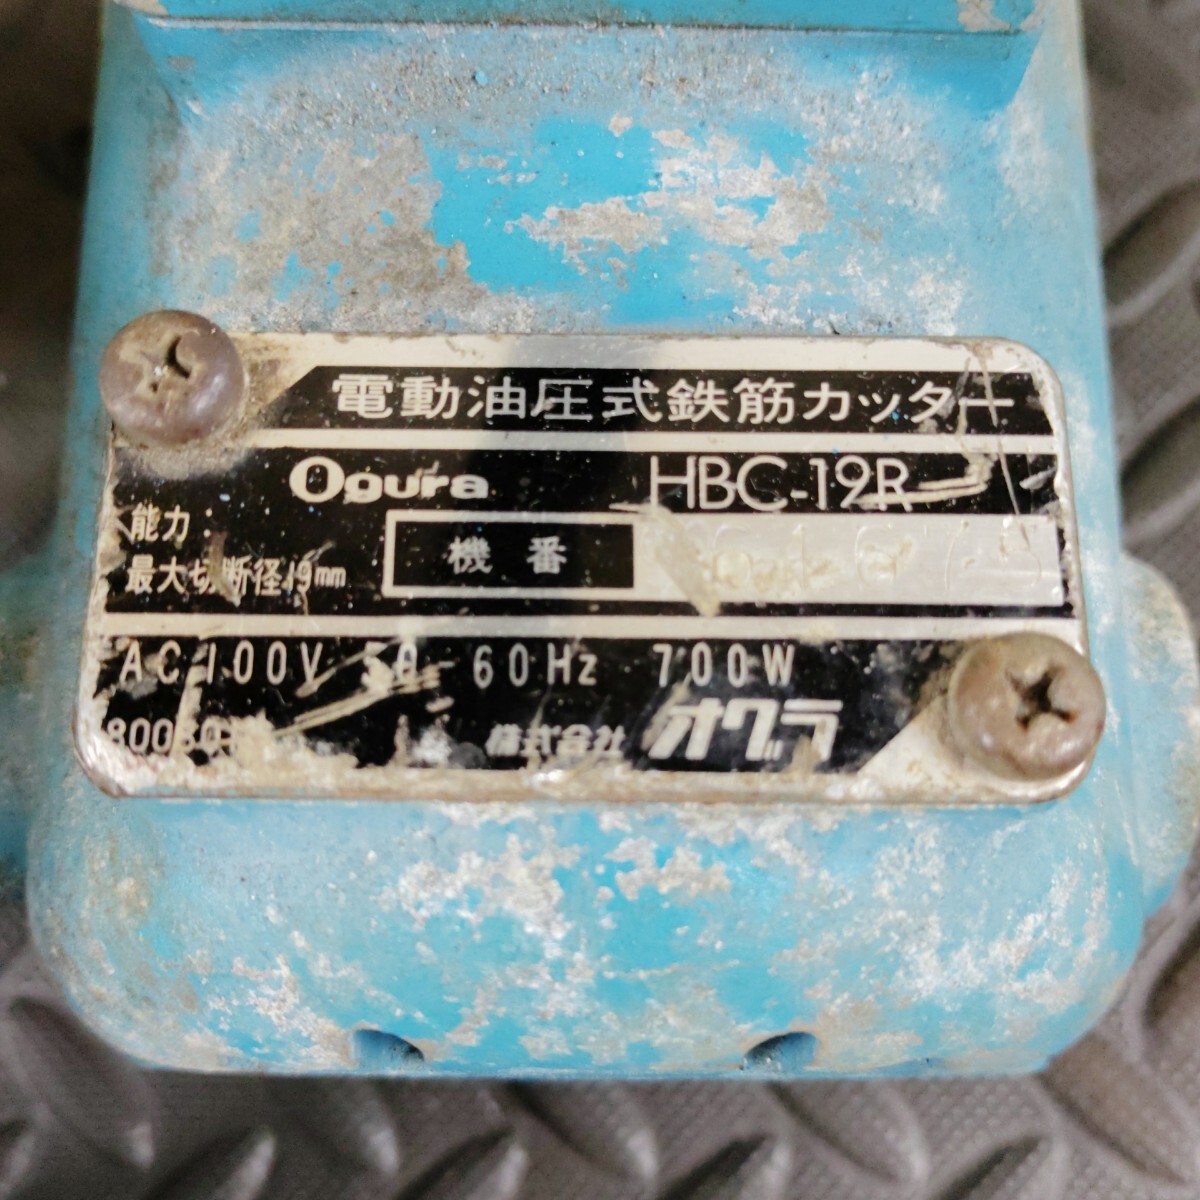 電動油圧式鉄筋カッター
Ogura HBC-19R
能力:
最大切断径19mm
機番
AC100V 50-60Hz 700W
株式会社 オグラ